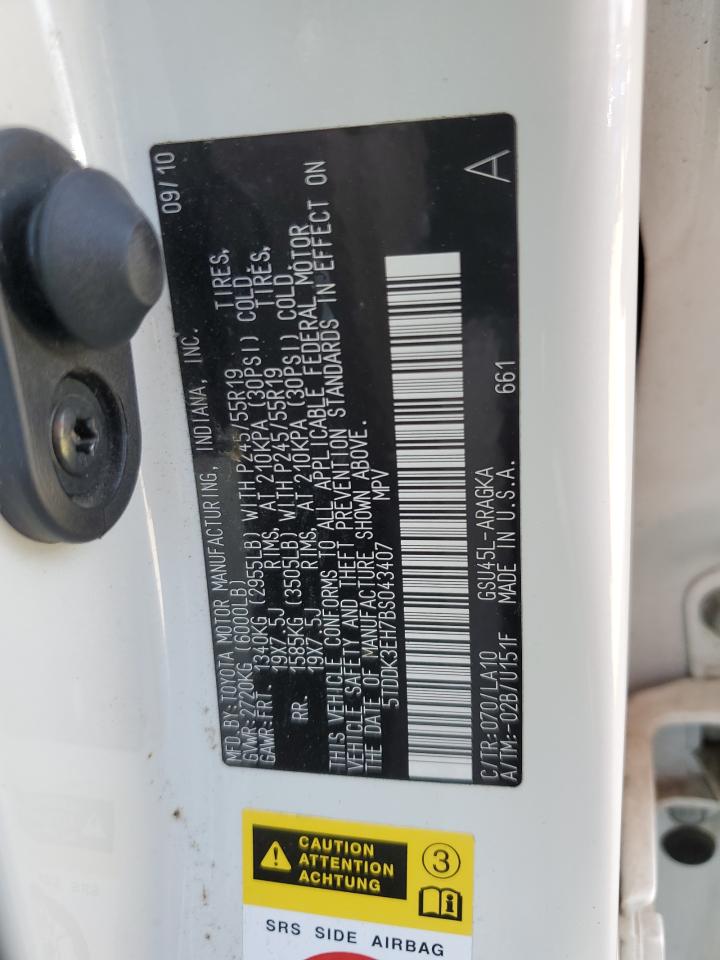 MFD.BY:TOYOTA MOTOR MANUFACTURING, INDIANA, INC. 09/10
GVWR:2720KG (6000LB)
GAWR:FR. 1340KG (2955LB) WITH P245/55R19 TIRES,
19X7.5J RIMS, AT 210KPA (30PSI) COLD.
RR. 1585KG (3505LB) WITH P245/55R19 TIRES,
19X7.5J RIMS, AT 210KPA (30PSI) COLD.
THIS VEHICLE CONFORMS TO ALL APPLICABLE FEDERAL MOTOR
VEHICLE SAFETY AND THEFT PREVENTION STANDARDS IN EFFECT ON
THE DATE OF MANUFACTURE SHOWN ABOVE.
5TDDK3EH7BS043407 MPV
C/TR:070/LA10 GSU45L-ARAGKA A
A/TM:-02B/U151F MADE IN U.S.A. 661
CAUTION
ATTENTION
ACHTUNG
3
SRS SIDE AIRBAG